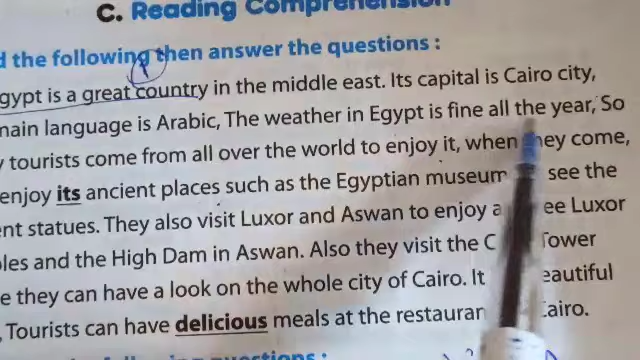 C. Reading Comprehension
the following then answer the questions :
gypt is a great country in the middle east. Its capital is Cairo city,
main language is Arabic, The weather in Egypt is fine all the year, So
tourists come from all over the world to enjoy it, when they come,
enjoy its ancient places such as the Egyptian museum see the
nt statues. They also visit Luxor and Aswan to enjoy a ee Luxor
les and the High Dam in Aswan. Also they visit the C Tower
e they can have a look on the whole city of Cairo. It eautiful
Tourists can have delicious meals at the restauran Cairo.
following questions :